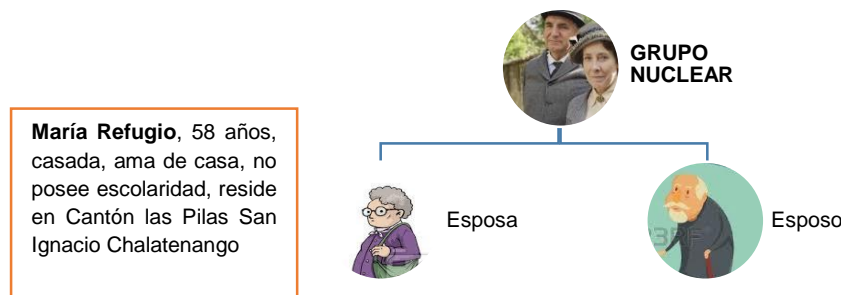 GRUPO
NUCLEAR
María Refugio, 58 años,
casada, ama de casa, no
posee escolaridad, reside
en Cantón las Pilas San
Ignacio Chalatenango
Esposa
Esposo